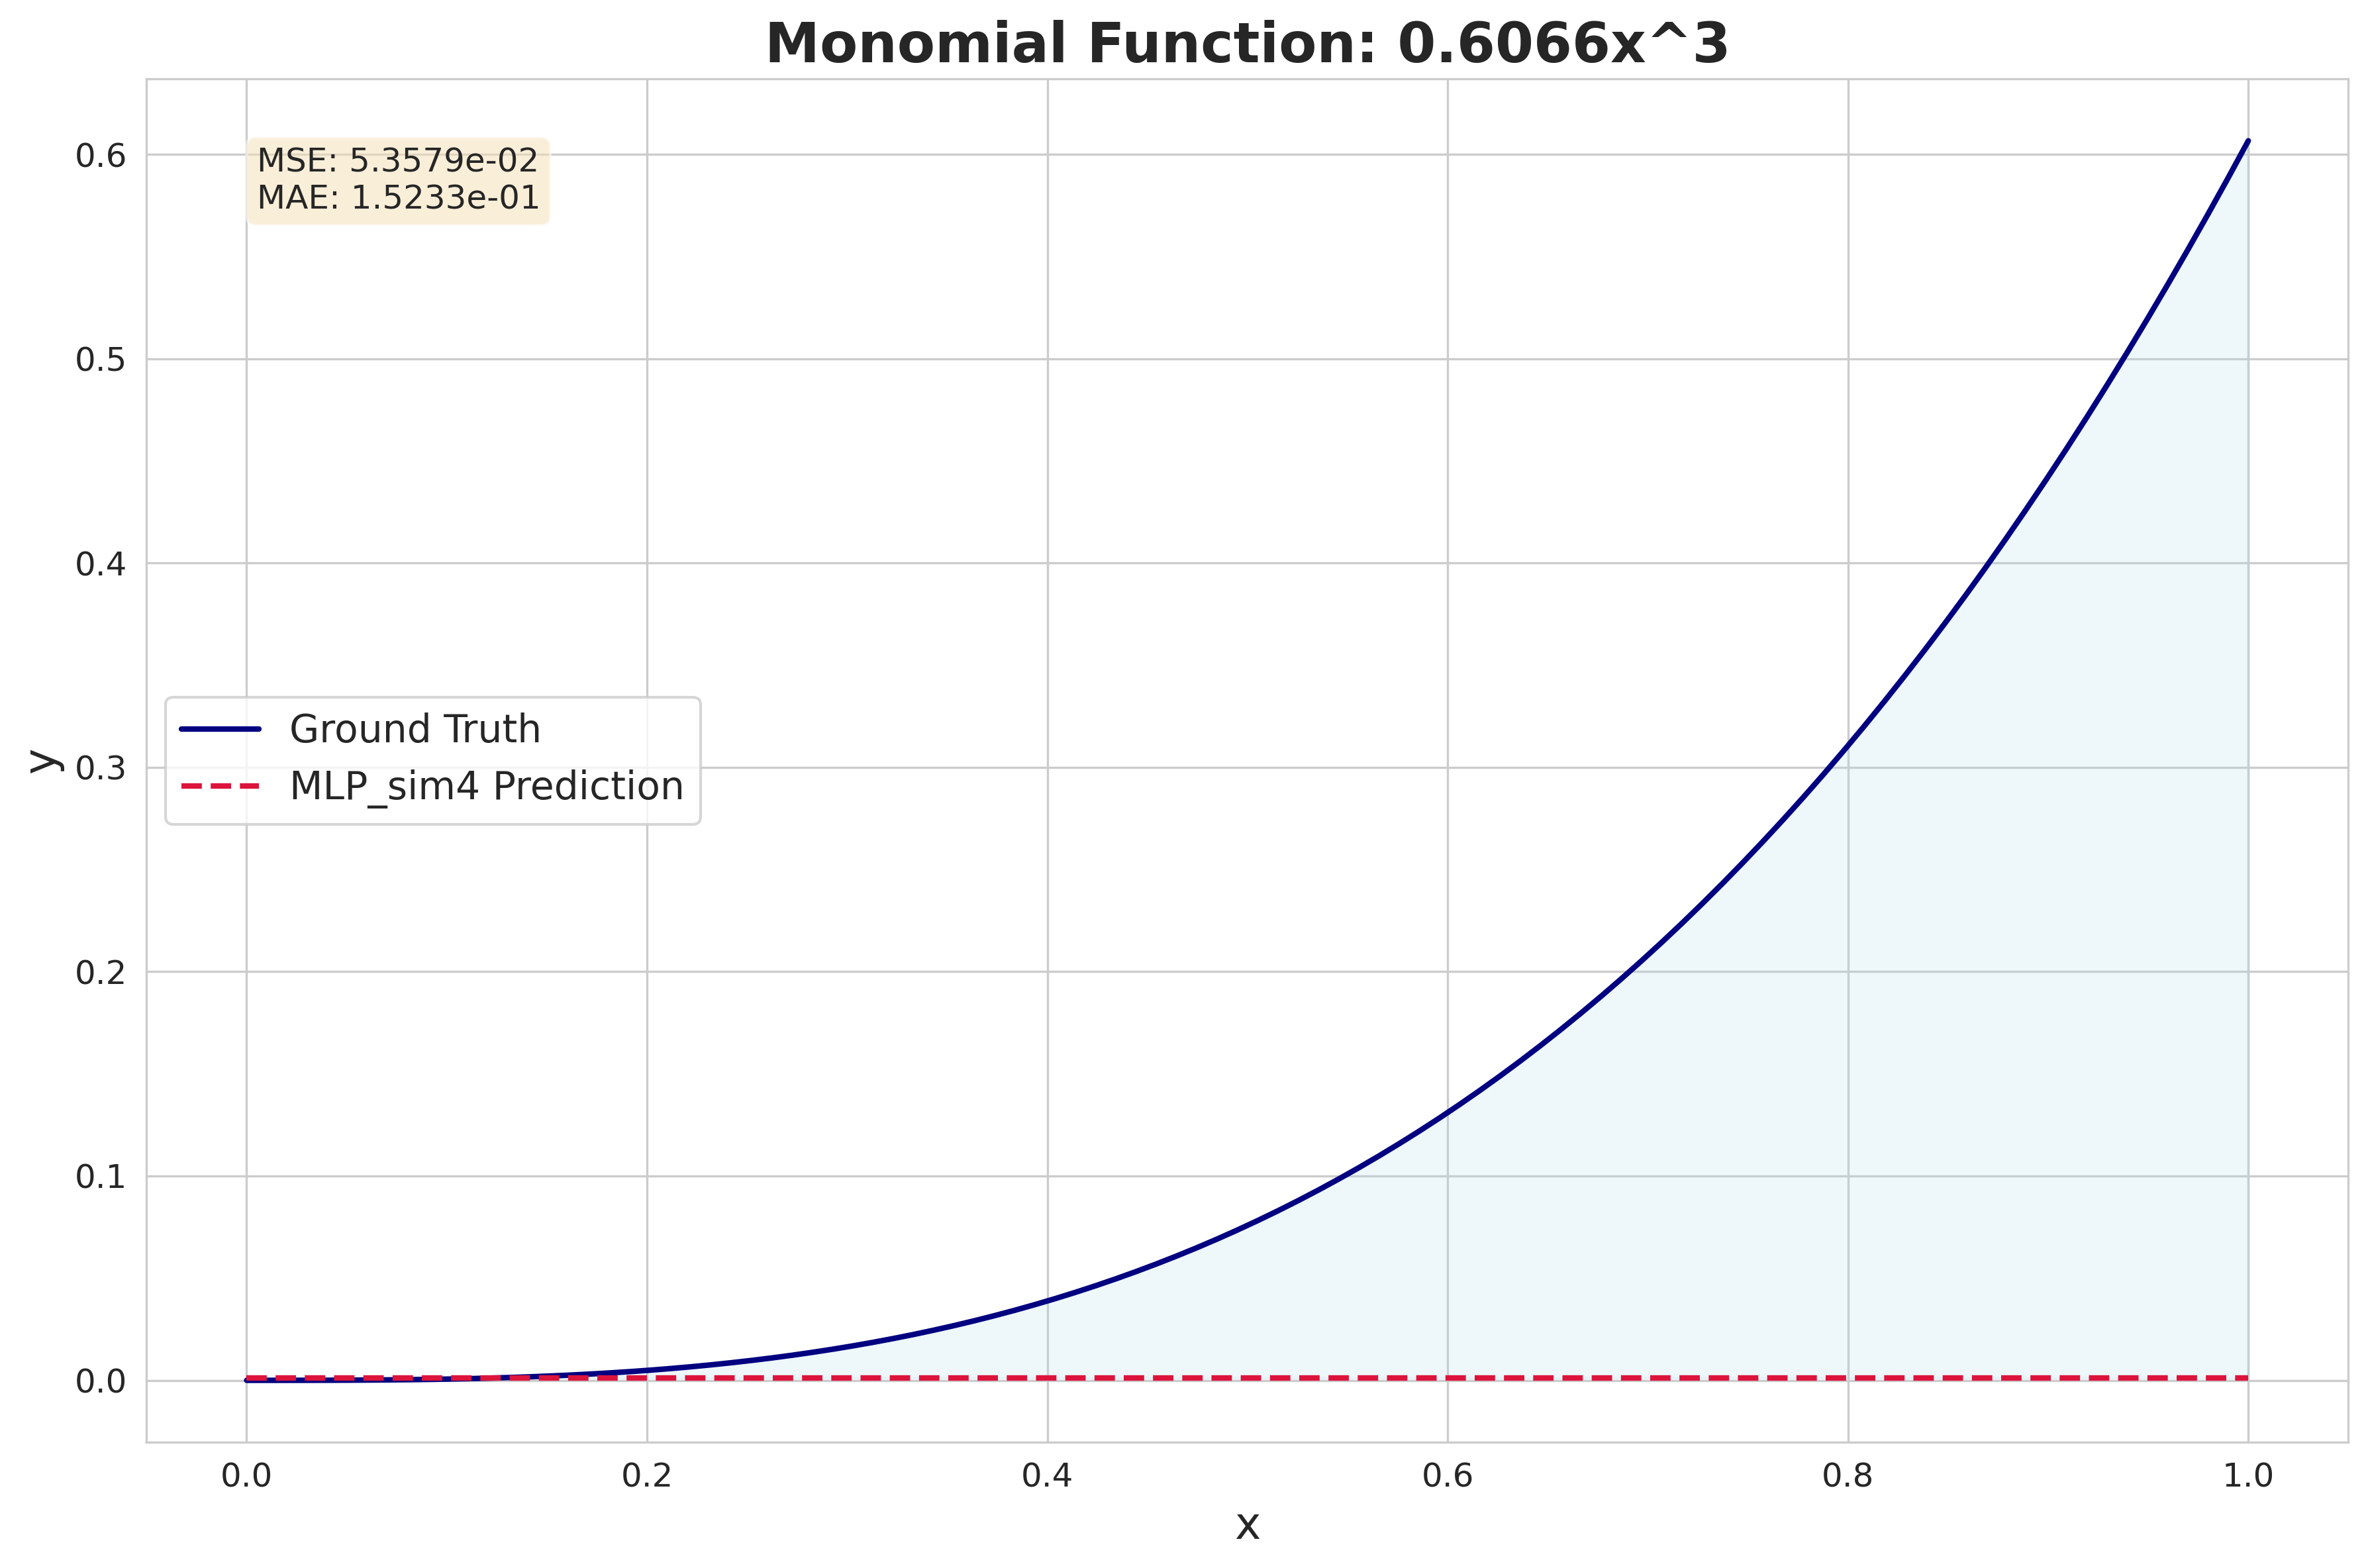 Monomial Function: 0.6066x^3
MSE: 5.3579e-02
MAE: 1.5233e-01
0.6
0.5
0.4
0.3
0.2
0.1
0.0
y
Ground Truth
MLP_sim4 Prediction
0.0 0.2 0.4 0.6 0.8 1.0
x